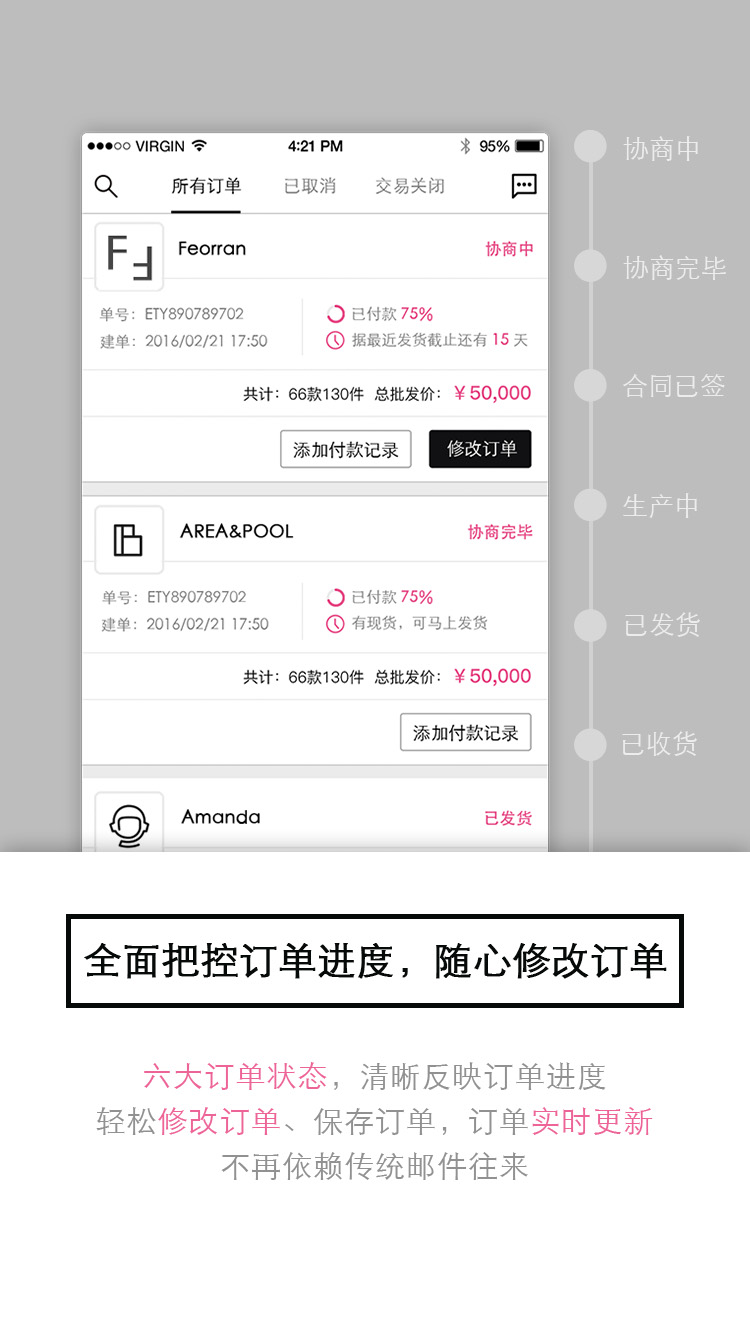 VIRGIN 4:21 PM 95%
所有订单 已取消 交易关闭
Feorran 协商中
单号：ETY890789702 已付款 75%
建单：2016/02/21 17:50 据最近发货截止还有 15 天
共计：66款130件 总批发价：￥50,000
添加付款记录 修改订单
AREA&POOL 协商完毕
单号：ETY890789702 已付款 75%
建单：2016/02/21 17:50 有现货，可马上发货
共计：66款130件 总批发价：￥50,000
添加付款记录
Amanda 已发货
协商中
协商完毕
合同已签
生产中
已发货
已收货
全面把控订单进度，随心修改订单
六大订单状态，清晰反映订单进度
轻松修改订单、保存订单，订单实时更新
不再依赖传统邮件往来